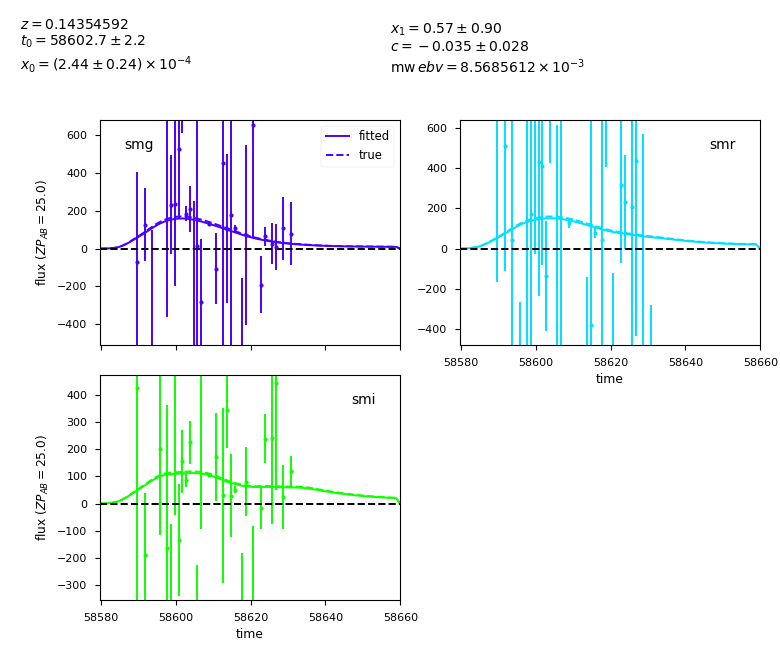 z = 0.14354592
t₀ = 58602.7 ± 2.2
x₀ = (2.44 ± 0.24) × 10⁻⁴
x₁ = 0.57 ± 0.90
c = −0.035 ± 0.028
mw ebv = 8.5685612 × 10⁻³
smg
fitted
true
600
400
200
0
−200
−400
flux (ZP_AB = 25.0)
smr
600
400
200
0
−200
−400
58580 58600 58620 58640 58660
time
smi
400
300
200
100
0
−100
−200
−300
flux (ZP_AB = 25.0)
58580 58600 58620 58640 58660
time